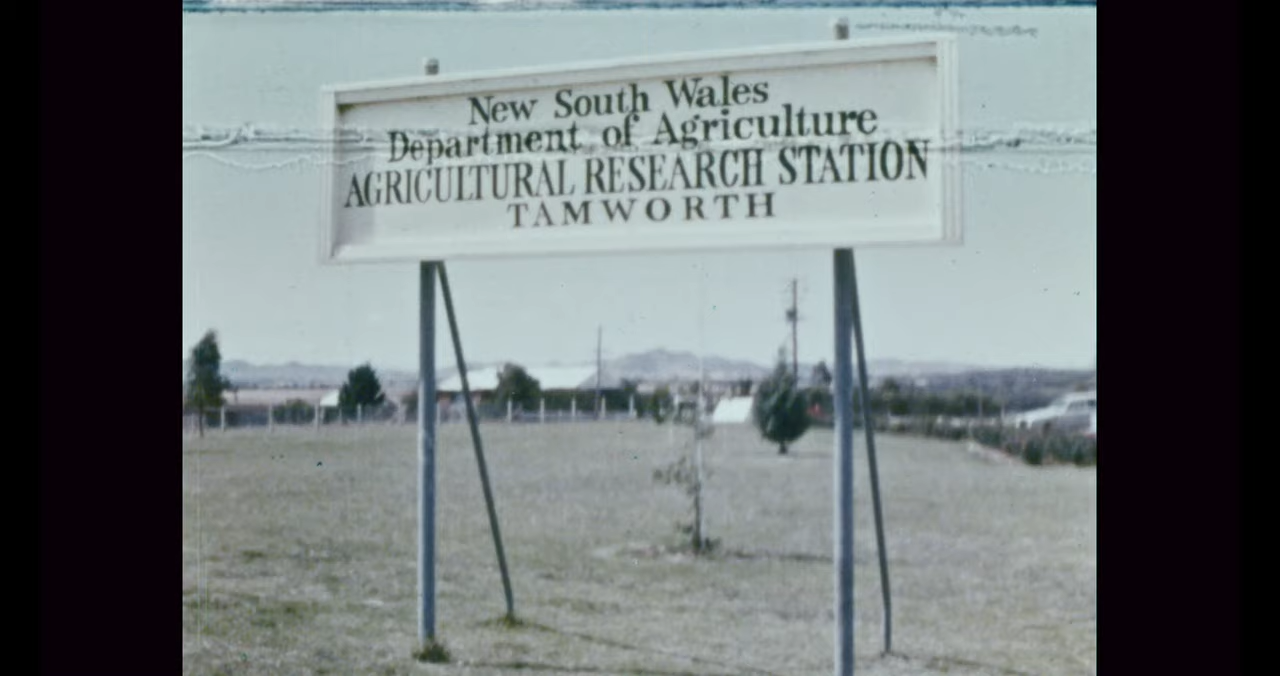 New South Wales
Department of Agriculture
AGRICULTURAL RESEARCH STATION
TAMWORTH